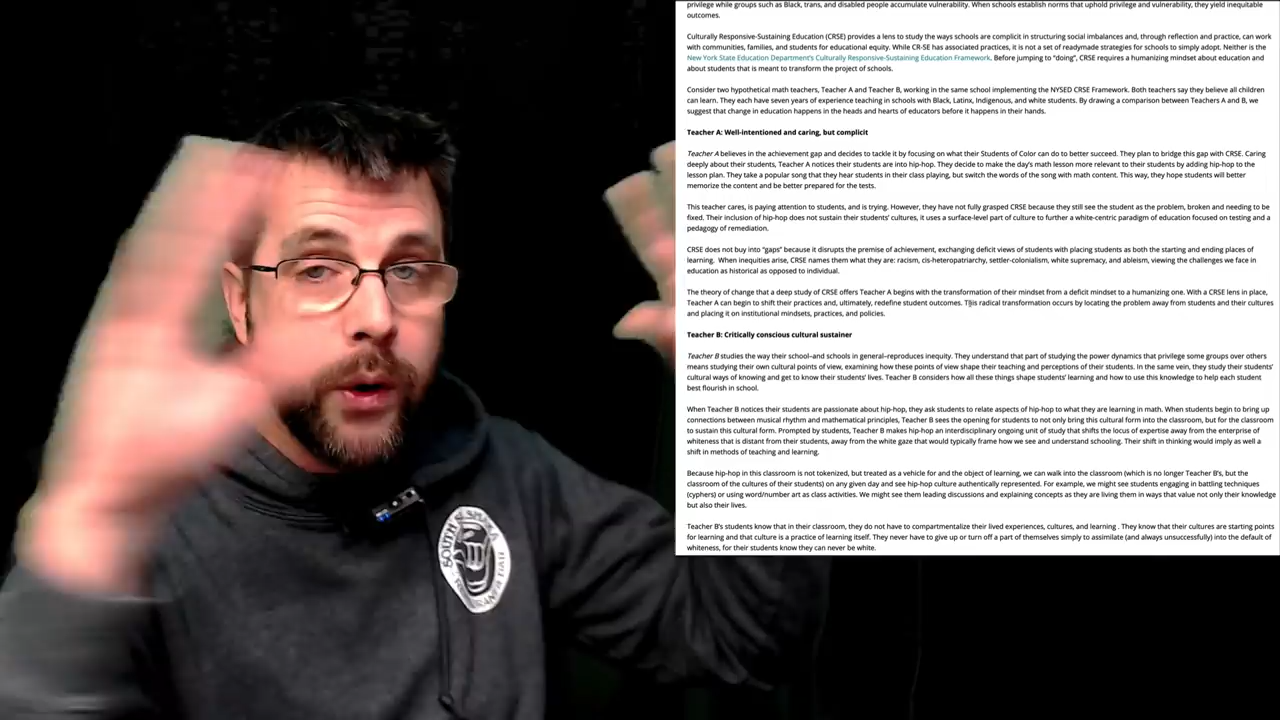 privilege while groups such as Black, trans, and disabled people accumulate vulnerability. When schools establish norms that uphold privilege and vulnerability, they yield inequitable
outcomes.
Culturally Responsive-Sustaining Education (CRSE) provides a lens to study the ways schools are complicit in structuring social imbalances and, through reflection and practice, can work
with communities, families, and students for educational equity. While CR-SE has associated practices, it is not a set of readymade strategies for schools to simply adopt. Neither is the
New York State Education Department's Culturally Responsive-Sustaining Education Framework. Before jumping to "doing", CRSE requires a humanizing mindset about education and
about students that is meant to transform the project of schools.
Consider two hypothetical math teachers, Teacher A and Teacher B, working in the same school implementing the NYSED CRSE Framework. Both teachers say they believe all children
can learn. They each have seven years of experience teaching in schools with Black, Latinx, Indigenous, and white students. By drawing a comparison between Teachers A and B, we
suggest that change in education happens in the heads and hearts of educators before it happens in their hands.
Teacher A: Well-intentioned and caring, but complicit
Teacher A believes in the achievement gap and decides to tackle it by focusing on what their Students of Color can do to better succeed. They plan to bridge this gap with CRSE. Caring
deeply about their students, Teacher A notices their students are into hip-hop. They decide to make the day's math lesson more relevant to their students by adding hip-hop to the
lesson plan. They take a popular song that they hear students in their class playing, but switch the words of the song with math content. This way, they hope students will better
memorize the content and be better prepared for the tests.
This teacher cares, is paying attention to students, and is trying. However, they have not fully grasped CRSE because they still see the student as the problem, broken and needing to be
fixed. Their inclusion of hip-hop does not sustain their students' cultures, it uses a surface-level part of culture to further a white-centric paradigm of education focused on testing and a
pedagogy of remediation.
CRSE does not buy into "gaps" because it disrupts the premise of achievement, exchanging deficit views of students with placing students as both the starting and ending places of
learning. When inequities arise, CRSE names them what they are: racism, cis-heteropatriarchy, settler-colonialism, white supremacy, and ableism, viewing the challenges we face in
education as historical as opposed to individual.
The theory of change that a deep study of CRSE offers Teacher A begins with the transformation of their mindset from a deficit mindset to a humanizing one. With a CRSE lens in place,
Teacher A can begin to shift their practices and, ultimately, redefine student outcomes. This radical transformation occurs by locating the problem away from students and their cultures
and placing it on institutional mindsets, practices, and policies.
Teacher B: Critically conscious cultural sustainer
Teacher B studies the way their school–and schools in general–reproduces inequity. They understand that part of studying the power dynamics that privilege some groups over others
means studying their own cultural points of view, examining how these points of view shape their teaching and perceptions of their students. In the same vein, they study their students'
cultural ways of knowing and get to know their students' lives. Teacher B considers how all these things shape students' learning and how to use this knowledge to help each student
best flourish in school.
When Teacher B notices their students are passionate about hip-hop, they ask students to relate aspects of hip-hop to what they are learning in math. When students begin to bring up
connections between musical rhythm and mathematical principles, Teacher B sees the opening for students to not only bring this cultural form into the classroom, but for the classroom
to sustain this cultural form. Prompted by students, Teacher B makes hip-hop an interdisciplinary ongoing unit of study that shifts the locus of expertise away from the enterprise of
whiteness that is distant from their students, away from the white gaze that would typically frame how we see and understand schooling. Their shift in thinking would imply as well a
shift in methods of teaching and learning.
Because hip-hop in this classroom is not tokenized, but treated as a vehicle for and the object of learning, we can walk into the classroom (which is no longer Teacher B's, but the
classroom of the cultures of their students) on any given day and see hip-hop culture authentically represented. For example, we might see students engaging in battling techniques
(cyphers) or using word/number art as class activities. We might see them leading discussions and explaining concepts as they are living them in ways that value not only their knowledge
but also their lives.
Teacher B's students know that in their classroom, they do not have to compartmentalize their lived experiences, cultures, and learning . They know that their cultures are starting points
for learning and that culture is a practice of learning itself. They never have to give up or turn off a part of themselves simply to assimilate (and always unsuccessfully) into the default of
whiteness, for their students know they can never be white.
SOUTH